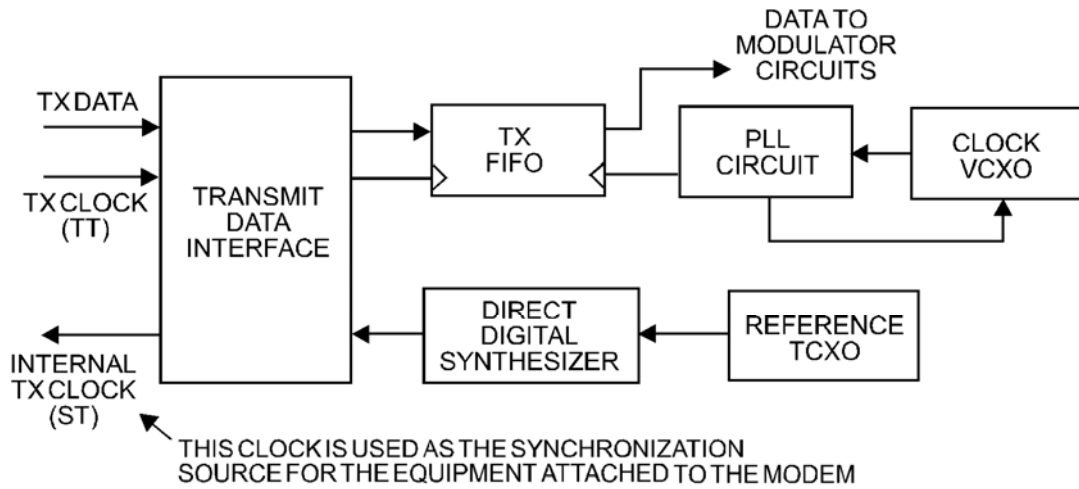 DATA TO
MODULATOR
CIRCUITS
TX DATA
TX CLOCK
(TT)
TRANSMIT
DATA
INTERFACE
TX
FIFO
PLL
CIRCUIT
CLOCK
VCXO
DIRECT
DIGITAL
SYNTHESIZER
REFERENCE
TCXO
INTERNAL
TX CLOCK
(ST)
THIS CLOCK IS USED AS THE SYNCHRONIZATION
SOURCE FOR THE EQUIPMENT ATTACHED TO THE MODEM